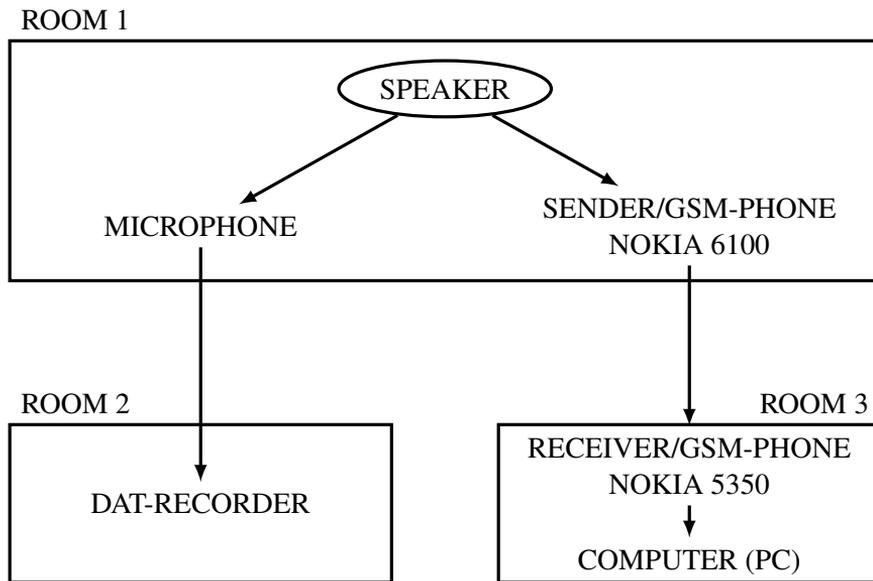 ROOM 1
SPEAKER
MICROPHONE
SENDER/GSM-PHONE
NOKIA 6100
ROOM 2
DAT-RECORDER
ROOM 3
RECEIVER/GSM-PHONE
NOKIA 5350
COMPUTER (PC)